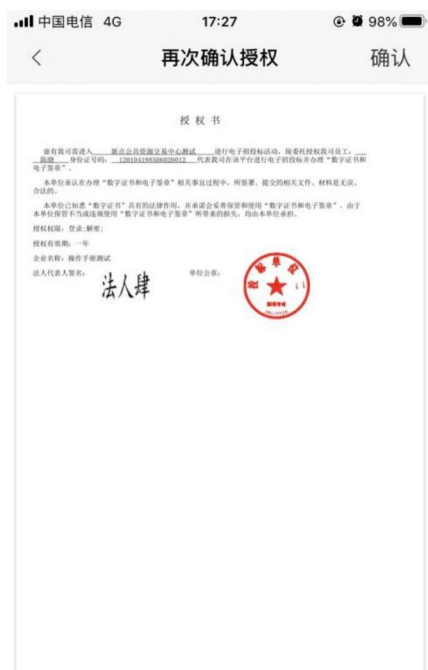 中国电信 4G 17:27 98%
再次确认授权 确认
授 权 书
兹有我司需进入 新点公共资源交易中心测试 进行电子招投标活动，现委托授权我司员工：
身份证号码： 120104198506020012 代表我司在该平台进行电子招投标并办理“数字证书和
电子签章”。
本单位承认在办理“数字证书和电子签章”相关事宜过程中，所签署、提交的相关文件、材料是无误、
合法的。
本单位已知悉“数字证书”具有的法律作用，并承诺会妥善保管和使用“数字证书和电子签章”，由于
本单位保管不当或违规使用“数字证书和电子签章”所带来的损失，均由本单位承担。
授权权限：登录;解密;
授权有效期：一年
企业名称：操作手册测试
法人代表人签名： 法人肆 单位公章：